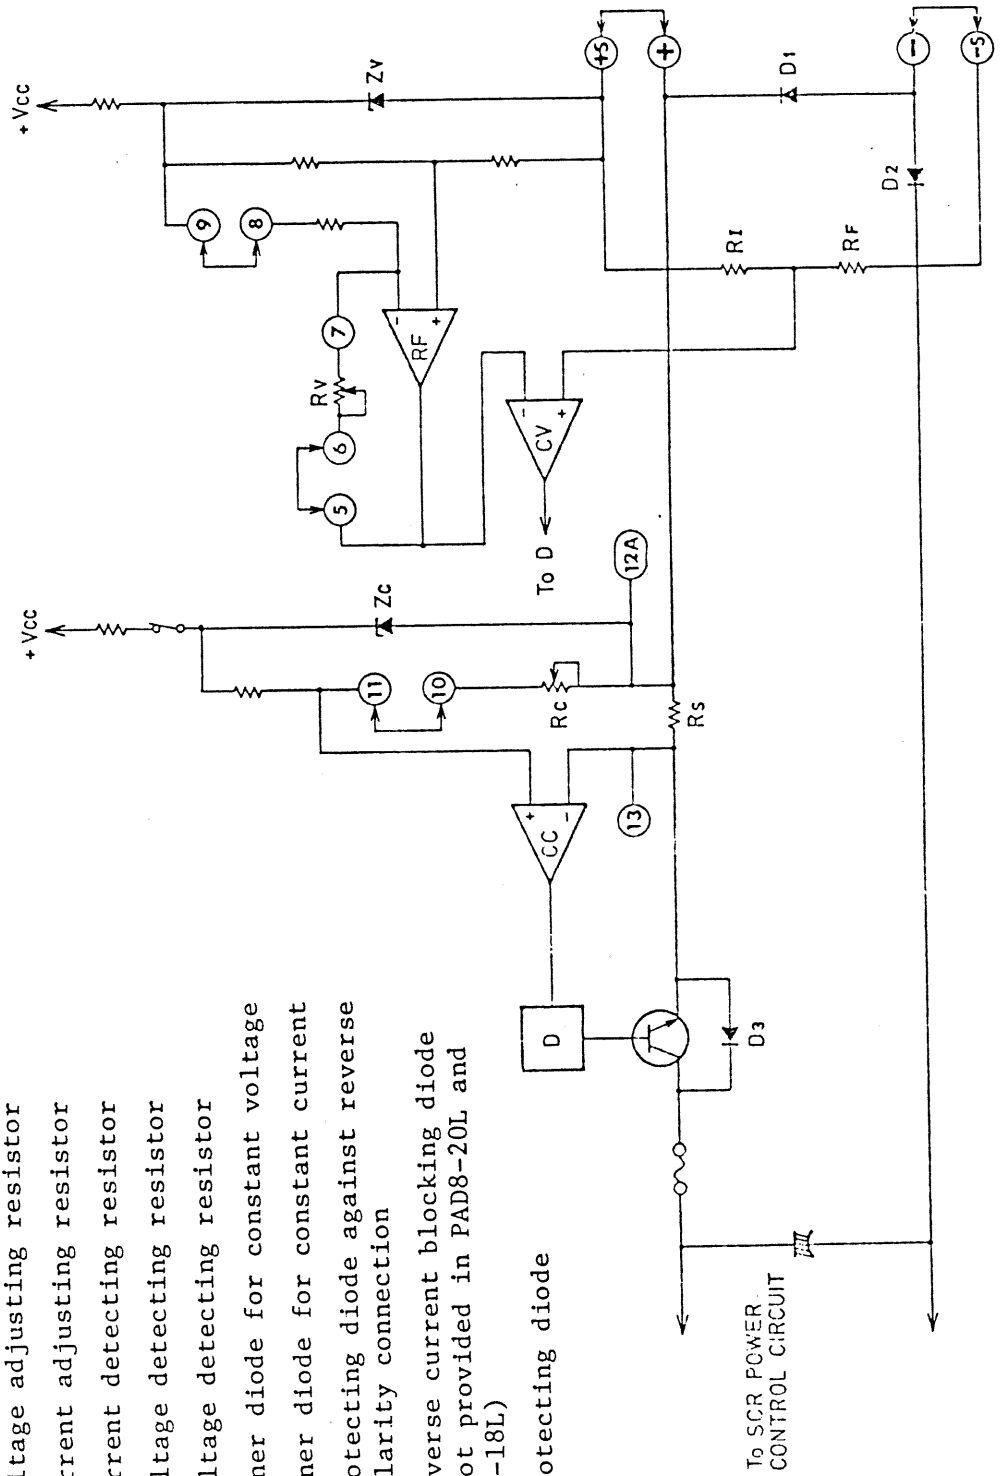 ltage adjusting resistor
rrent adjusting resistor
rrent detecting resistor
ltage detecting resistor
ltage detecting resistor
ner diode for constant voltage
ner diode for constant current
otecting diode against reverse
larity connection
verse current blocking diode
ot provided in PAD8-20L and
-18L)
otecting diode
+Vcc
+Vcc
9
8
7
RV
6
5
- +
RF
ZV
Zc
11
10
Rc
12A
To D
CV
- +
+S
+
CC
+ -
13
D
RS
D3
RI
RF
D1
D2
-
-S
To SCR POWER
CONTROL CIRCUIT